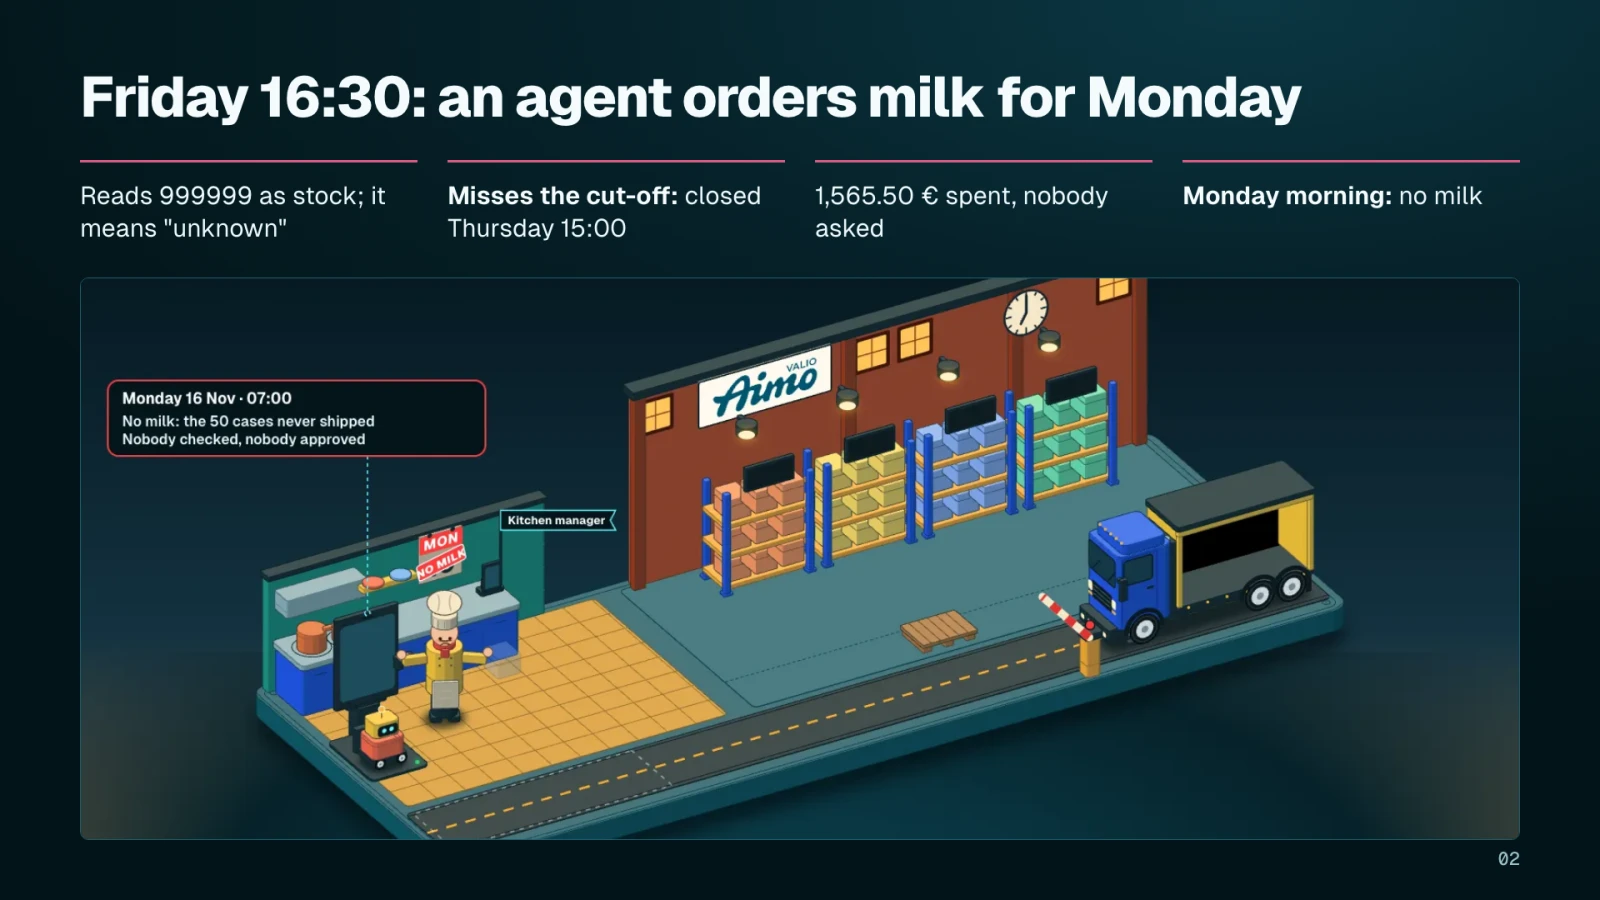 Friday 16:30: an agent orders milk for Monday
Reads 999999 as stock; it
means "unknown"
Misses the cut-off: closed
Thursday 15:00
1,565.50 € spent, nobody
asked
Monday morning: no milk
VALIO
Aimo
Monday 16 Nov · 07:00
No milk: the 50 cases never shipped
Nobody checked, nobody approved
Kitchen manager
MON
NO MILK
02